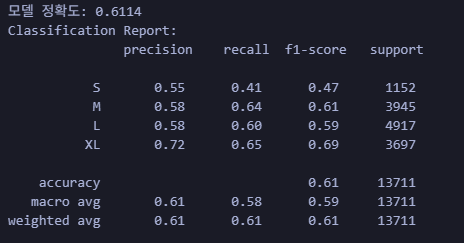 모델 정확도: 0.6114
Classification Report:
precision recall f1-score support
S 0.55 0.41 0.47 1152
M 0.58 0.64 0.61 3945
L 0.58 0.60 0.59 4917
XL 0.72 0.65 0.69 3697
accuracy 0.61 13711
macro avg 0.61 0.58 0.59 13711
weighted avg 0.61 0.61 0.61 13711